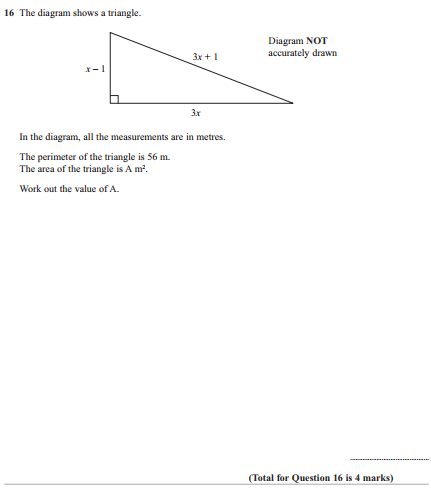 16 The diagram shows a triangle.
Diagram NOT
accurately drawn
3x + 1
x – 1
3x
In the diagram, all the measurements are in metres.
The perimeter of the triangle is 56 m.
The area of the triangle is A m².
Work out the value of A.
(Total for Question 16 is 4 marks)